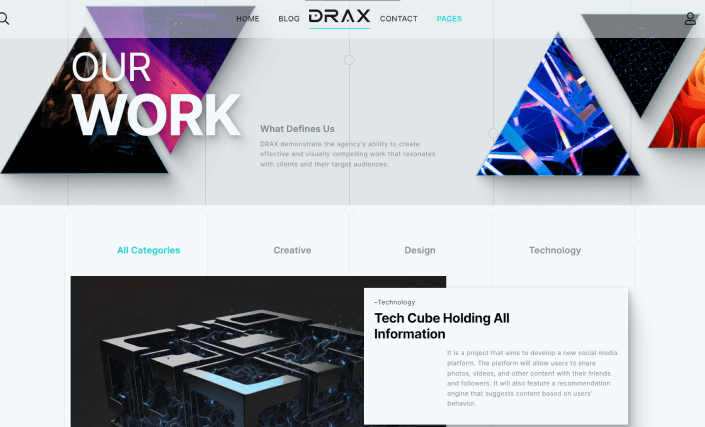 HOME
BLOG
DRAX
CONTACT
PAGES
OUR
WORK
What Defines Us
DRAX demonstrate the agency's ability to create
effective and visually compelling work that resonates
with clients and their target audiences.
All Categories
Creative
Design
Technology
–Technology
Tech Cube Holding All
Information
It is a project that aims to develop a new social media
platform. The platform will allow users to share
photos, videos, and other content with their friends
and followers. It will also feature a recommendation
engine that suggests content based on users'
behavior.